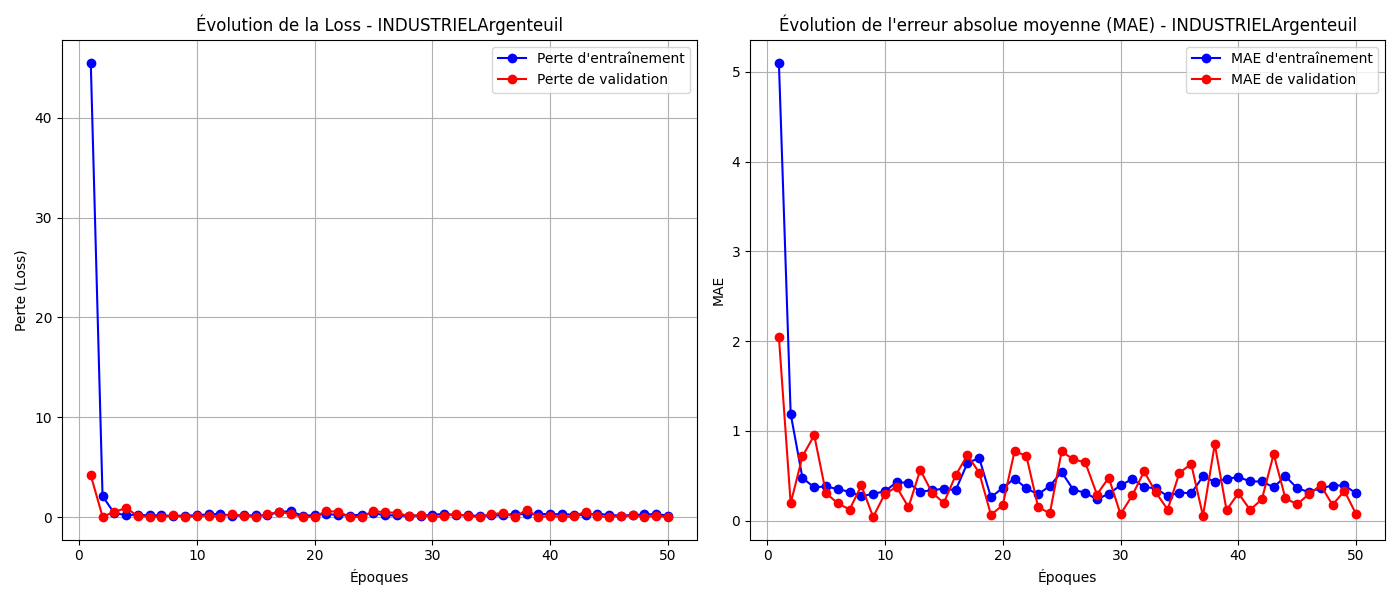 Évolution de la Loss - INDUSTRIELArgenteuil
Perte d'entraînement
Perte de validation
40
30
20
10
0
Perte (Loss)
0 10 20 30 40 50
Époques
Évolution de l'erreur absolue moyenne (MAE) - INDUSTRIELArgenteuil
MAE d'entraînement
MAE de validation
5
4
3
2
1
0
MAE
0 10 20 30 40 50
Époques